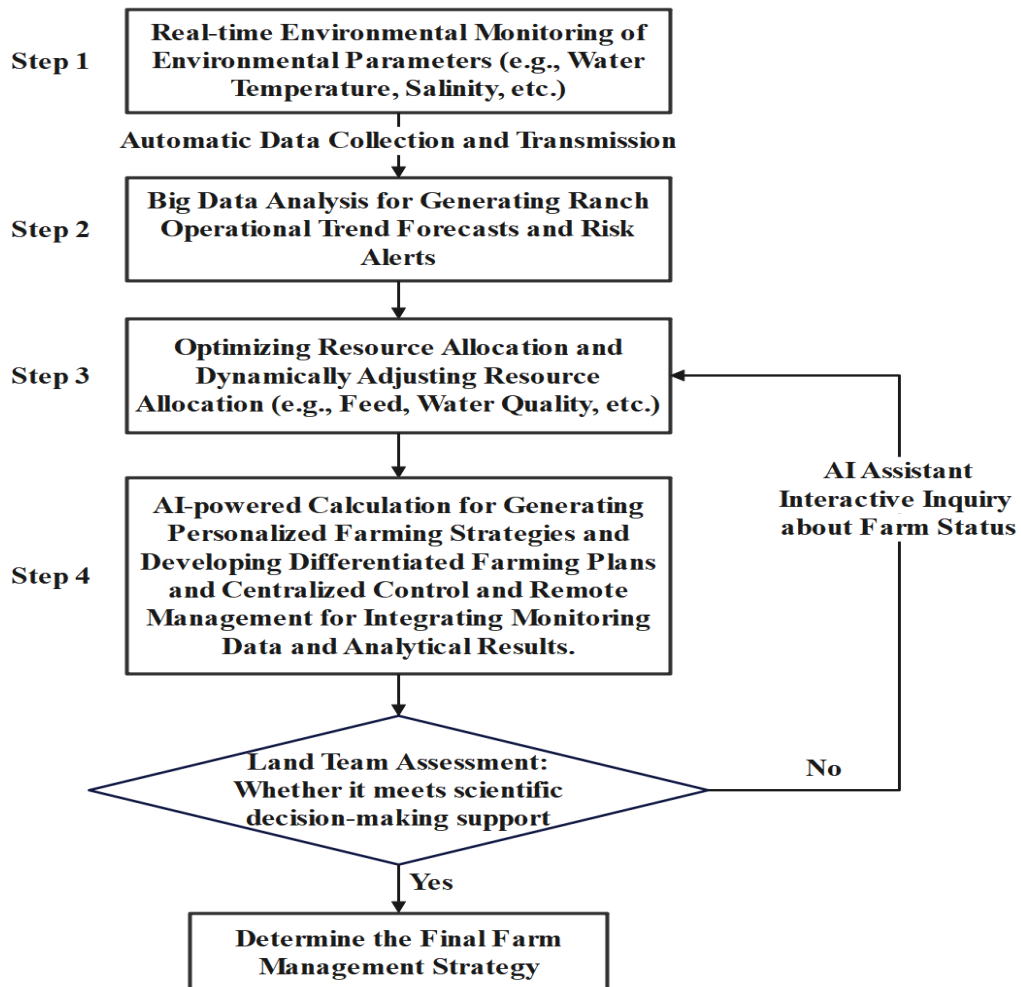 Step 1
Real-time Environmental Monitoring of
Environmental Parameters (e.g., Water
Temperature, Salinity, etc.)
Automatic Data Collection and Transmission
Step 2
Big Data Analysis for Generating Ranch
Operational Trend Forecasts and Risk
Alerts
Step 3
Optimizing Resource Allocation and
Dynamically Adjusting Resource
Allocation (e.g., Feed, Water Quality, etc.)
AI Assistant
Interactive Inquiry
about Farm Status
Step 4
AI-powered Calculation for Generating
Personalized Farming Strategies and
Developing Differentiated Farming Plans
and Centralized Control and Remote
Management for Integrating Monitoring
Data and Analytical Results.
Land Team Assessment:
Whether it meets scientific
decision-making support
No
Yes
Determine the Final Farm
Management Strategy